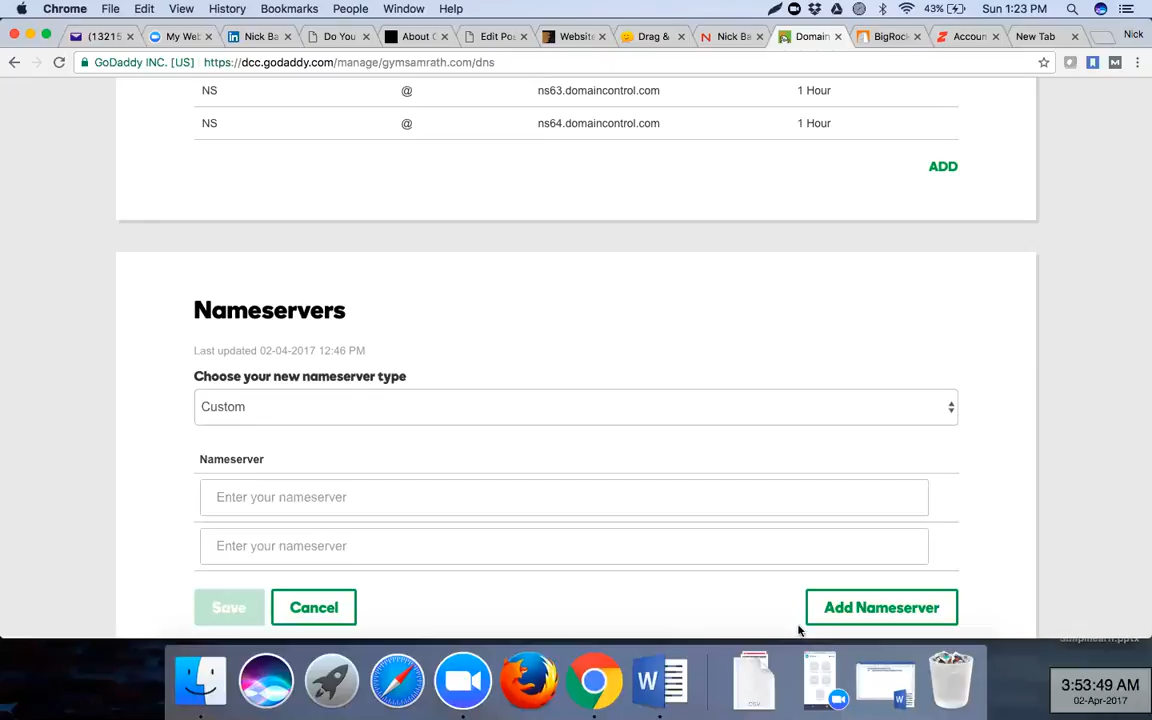 Chrome File Edit View History Bookmarks People Window Help 43% Sun 1:23 PM
(13215 My Web Nick Ba Do You About C Edit Pos Website Drag & Nick Ba Domain BigRock Accoun New Tab Nick
GoDaddy INC. [US] https://dcc.godaddy.com/manage/gymsamrath.com/dns
NS @ ns63.domaincontrol.com 1 Hour
NS @ ns64.domaincontrol.com 1 Hour
ADD
Nameservers
Last updated 02-04-2017 12:46 PM
Choose your new nameserver type
Custom
Nameserver
Enter your nameserver
Enter your nameserver
Save Cancel Add Nameserver
W
CSV
3:53:49 AM
02-Apr-2017